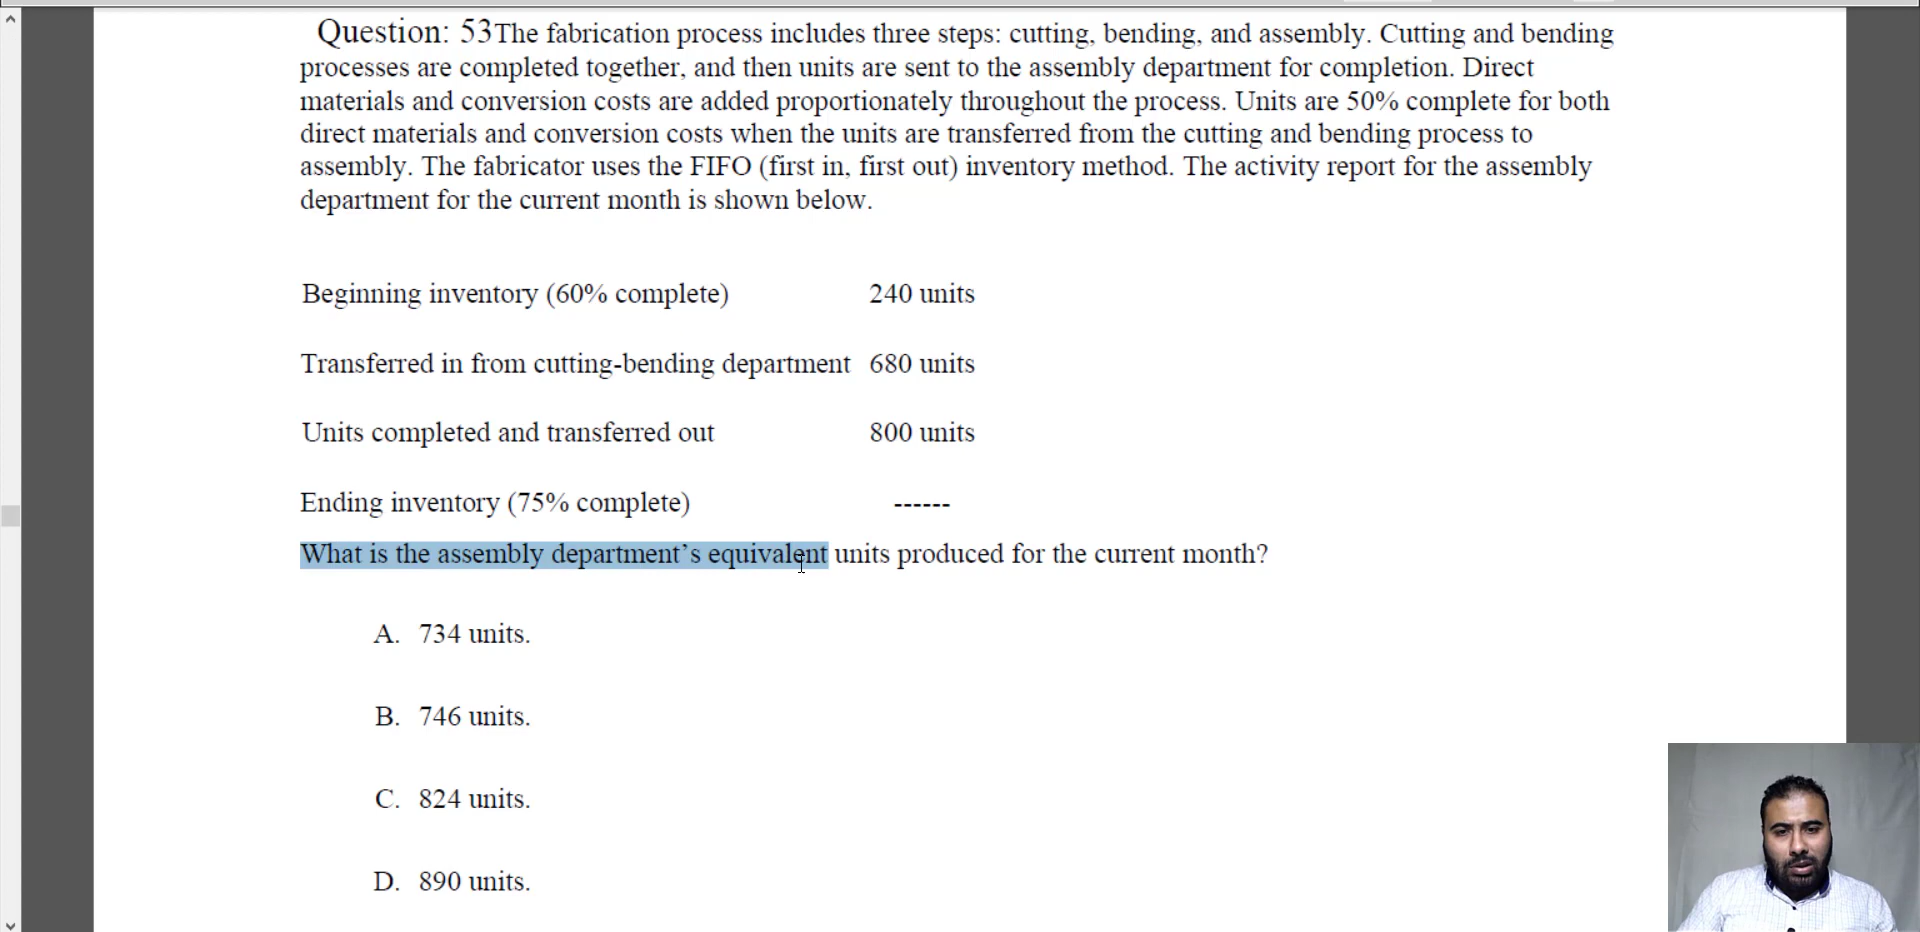 Question: 53The fabrication process includes three steps: cutting, bending, and assembly. Cutting and bending
processes are completed together, and then units are sent to the assembly department for completion. Direct
materials and conversion costs are added proportionately throughout the process. Units are 50% complete for both
direct materials and conversion costs when the units are transferred from the cutting and bending process to
assembly. The fabricator uses the FIFO (first in, first out) inventory method. The activity report for the assembly
department for the current month is shown below.
Beginning inventory (60% complete) 240 units
Transferred in from cutting-bending department 680 units
Units completed and transferred out 800 units
Ending inventory (75% complete) ------
What is the assembly department’s equivalent units produced for the current month?
A. 734 units.
B. 746 units.
C. 824 units.
D. 890 units.